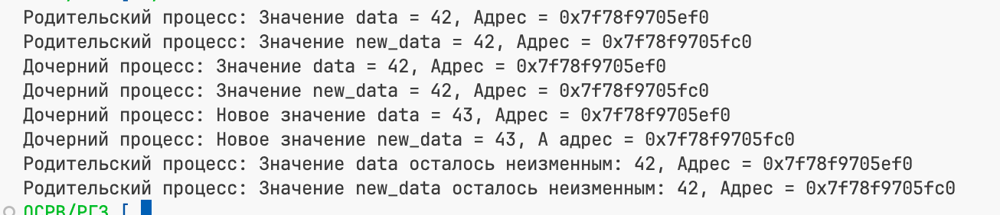 Родительский процесс: Значение data = 42, Адрес = 0x7f78f9705ef0
Родительский процесс: Значение new_data = 42, Адрес = 0x7f78f9705fc0
Дочерний процесс: Значение data = 42, Адрес = 0x7f78f9705ef0
Дочерний процесс: Значение new_data = 42, Адрес = 0x7f78f9705fc0
Дочерний процесс: Новое значение data = 43, Адрес = 0x7f78f9705ef0
Дочерний процесс: Новое значение new_data = 43, А адрес = 0x7f78f9705fc0
Родительский процесс: Значение data осталось неизменным: 42, Адрес = 0x7f78f9705ef0
Родительский процесс: Значение new_data осталось неизменным: 42, Адрес = 0x7f78f9705fc0
ОСРВ/РГЗ [